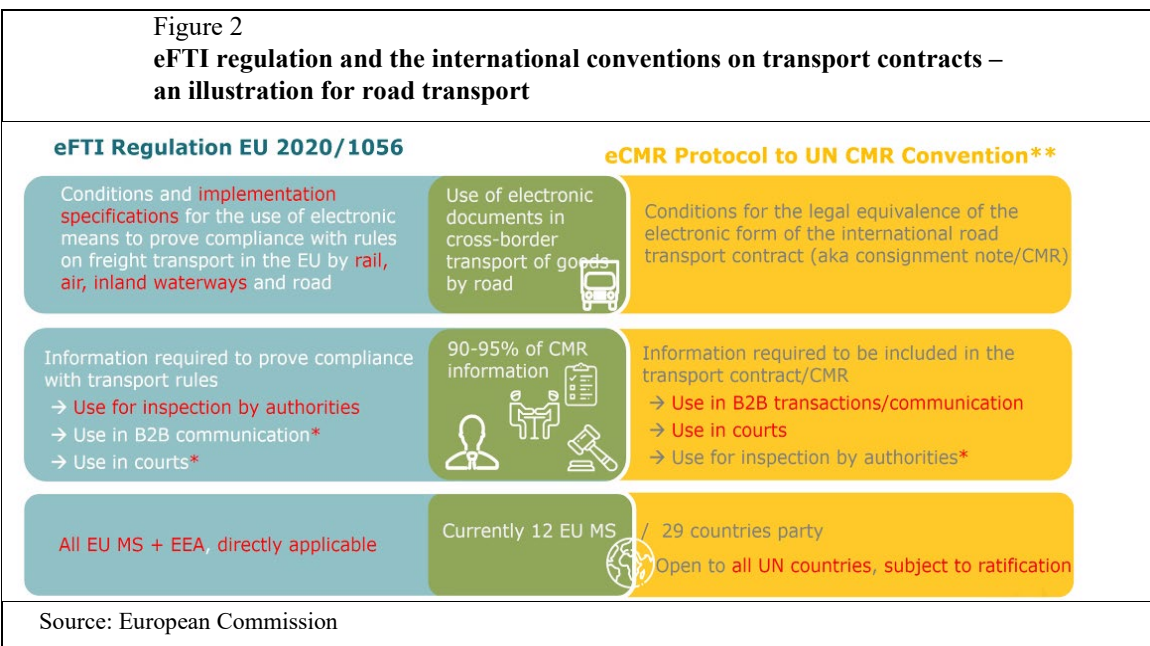 Figure 2
eFTI regulation and the international conventions on transport contracts –
an illustration for road transport
eFTI Regulation EU 2020/1056
eCMR Protocol to UN CMR Convention**
Conditions and implementation
specifications for the use of electronic
means to prove compliance with rules
on freight transport in the EU by rail,
air, inland waterways and road
Use of electronic
documents in
cross-border
transport of goods
by road
Conditions for the legal equivalence of the
electronic form of the international road
transport contract (aka consignment note/CMR)
Information required to prove compliance
with transport rules
→ Use for inspection by authorities
→ Use in B2B communication*
→ Use in courts*
90-95% of CMR
information
Information required to be included in the
transport contract/CMR
→ Use in B2B transactions/communication
→ Use in courts
→ Use for inspection by authorities*
All EU MS + EEA, directly applicable
Currently 12 EU MS / 29 countries party
Open to all UN countries, subject to ratification
Source: European Commission